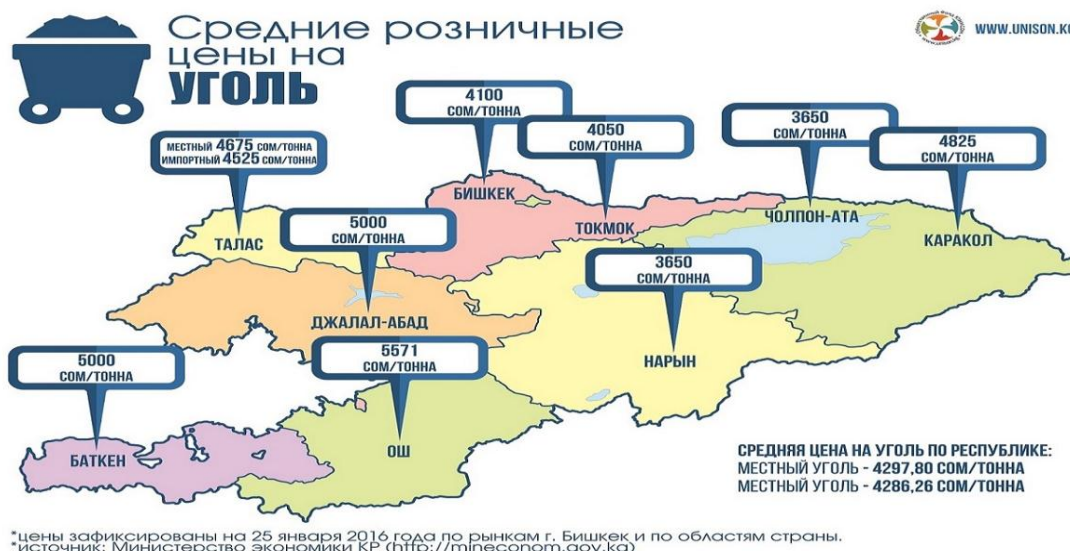 Средние розничные
цены на
УГОЛЬ
WWW.UNISON.KG
4100
СОМ/ТОННА
4050
СОМ/ТОННА
3650
СОМ/ТОННА
4825
СОМ/ТОННА
МЕСТНЫЙ 4675 СОМ/ТОННА
ИМПОРТНЫЙ 4525 СОМ/ТОННА
БИШКЕК
5000
СОМ/ТОННА
ТОКМОК
ЧОЛПОН-АТА
КАРАКОЛ
ТАЛАС
3650
СОМ/ТОННА
ДЖАЛАЛ-АБАД
5000
СОМ/ТОННА
5571
СОМ/ТОННА
НАРЫН
БАТКЕН
ОШ
СРЕДНЯЯ ЦЕНА НА УГОЛЬ ПО РЕСПУБЛИКЕ:
МЕСТНЫЙ УГОЛЬ - 4297,80 СОМ/ТОННА
МЕСТНЫЙ УГОЛЬ - 4286,26 СОМ/ТОННА
*цены зафиксированы на 25 января 2016 года по рынкам г. Бишкек и по областям страны.
*источник: Министерство экономики КР (http://mineconom.gov.kg)